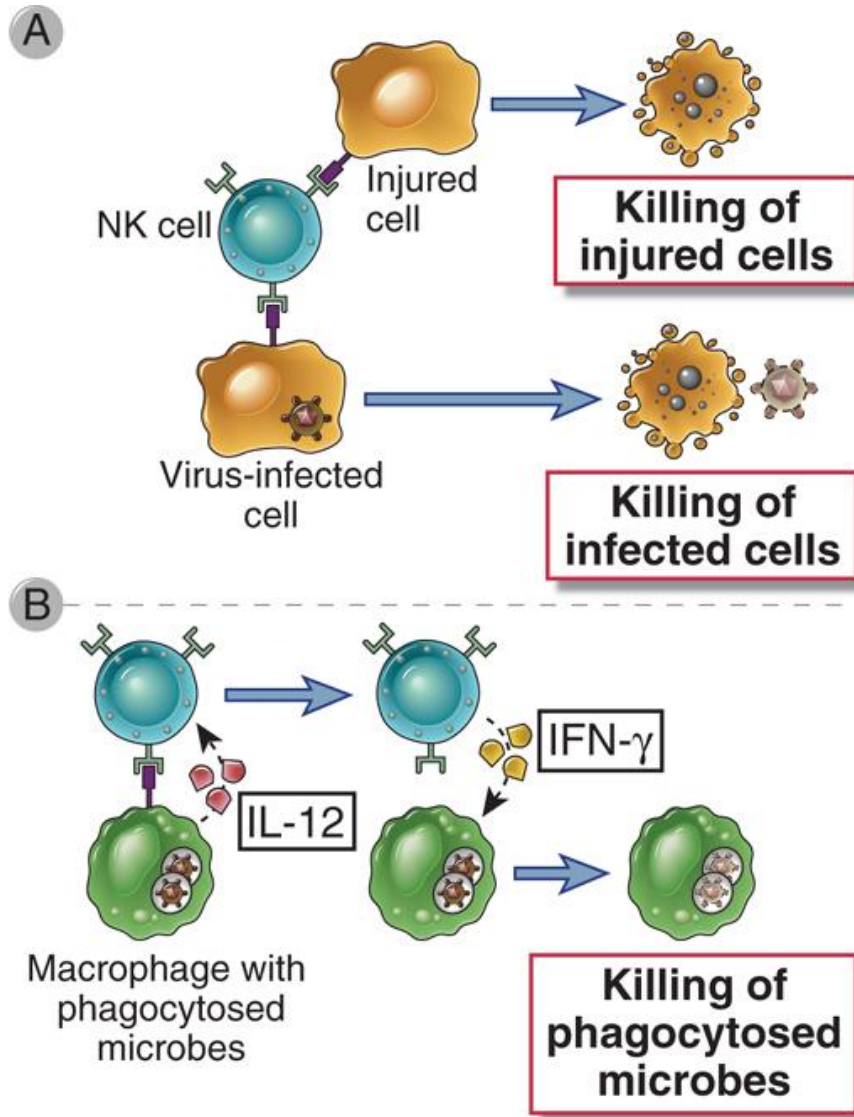 A
NK cell
Injured
cell
Killing of
injured cells
Virus-infected
cell
Killing of
infected cells
B
IL-12
IFN-γ
Macrophage with
phagocytosed
microbes
Killing of
phagocytosed
microbes